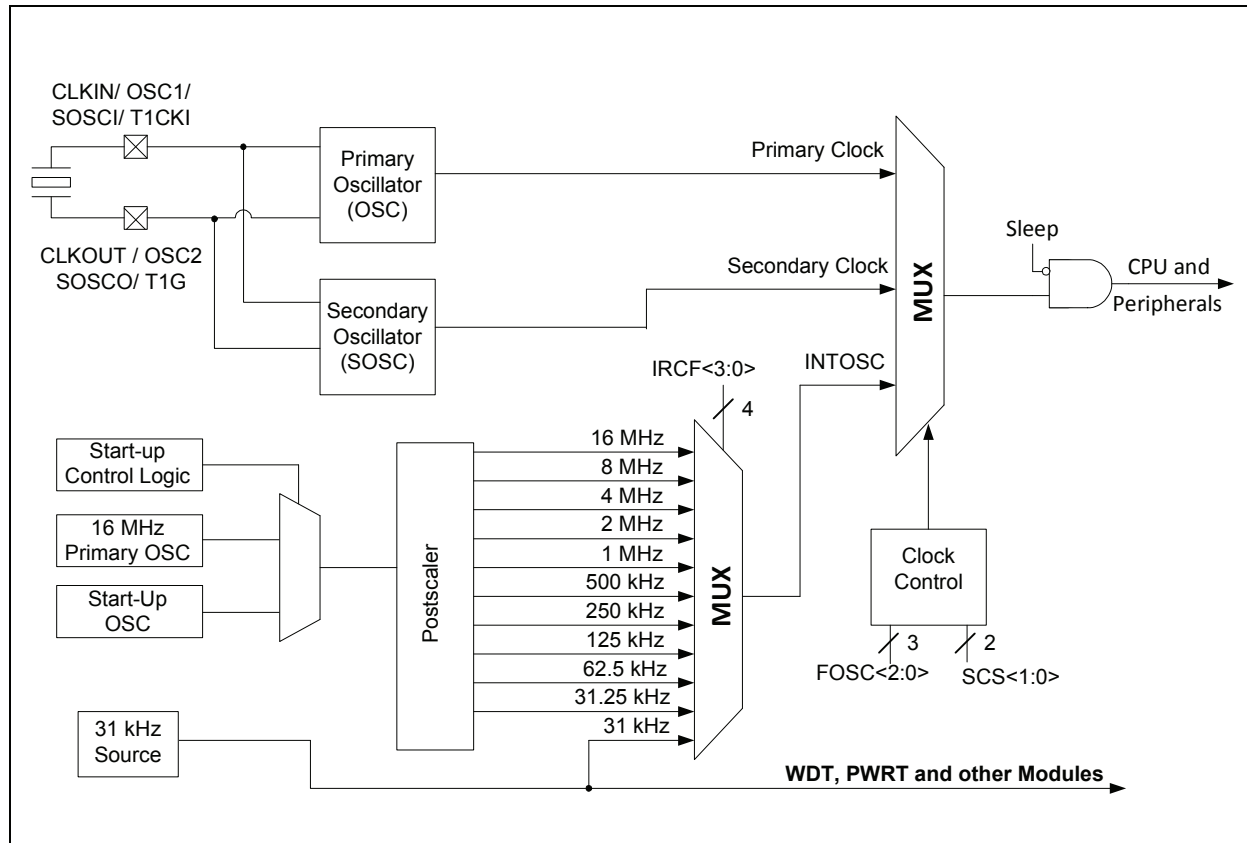 CLKIN/ OSC1/
SOSCI/ T1CKI
Primary
Oscillator
(OSC)
Primary Clock
Sleep
CLKOUT / OSC2
SOSCO/ T1G
Secondary
Oscillator
(SOSC)
Secondary Clock
MUX
CPU and
Peripherals
IRCF<3:0>
4
INTOSC
Start-up
Control Logic
16 MHz
Primary OSC
Start-Up
OSC
Postscaler
16 MHz
8 MHz
4 MHz
2 MHz
1 MHz
500 kHz
250 kHz
125 kHz
62.5 kHz
31.25 kHz
31 kHz
MUX
Clock
Control
3
2
FOSC<2:0>
SCS<1:0>
31 kHz
Source
WDT, PWRT and other Modules